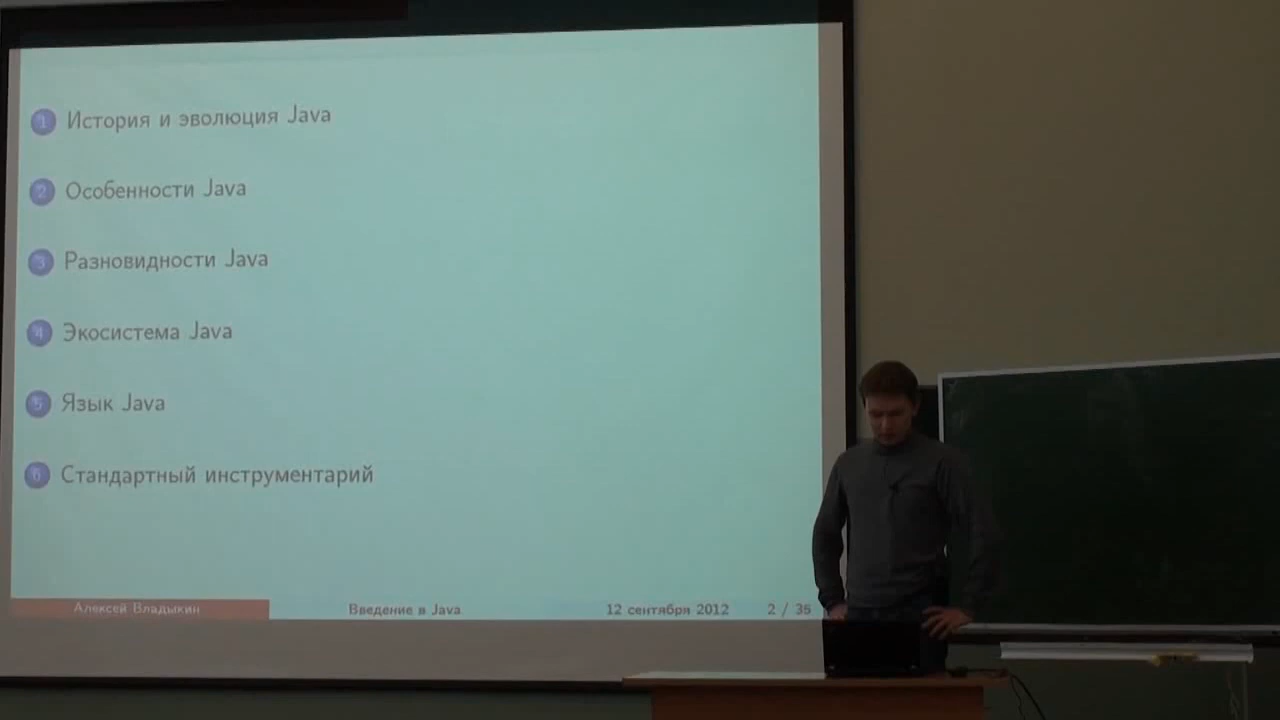 1 История и эволюция Java
2 Особенности Java
3 Разновидности Java
4 Экосистема Java
5 Язык Java
6 Стандартный инструментарий
Алексей Владыкин Введение в Java 12 сентября 2012 2 / 35